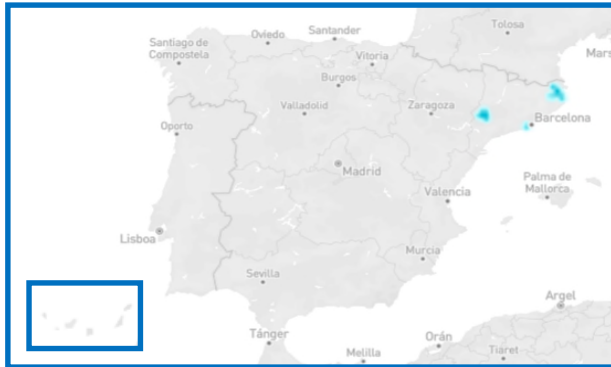 Tolosa
Santander
Oviedo
Santiago de
Compostela
Vitoria
Mars
Burgos
Valladolid
Zaragoza
Oporto
Barcelona
Madrid
Palma de
Mallorca
Valencia
Lisboa
Murcia
Sevilla
Argel
Tánger
Orán
Melilla
Tiaret